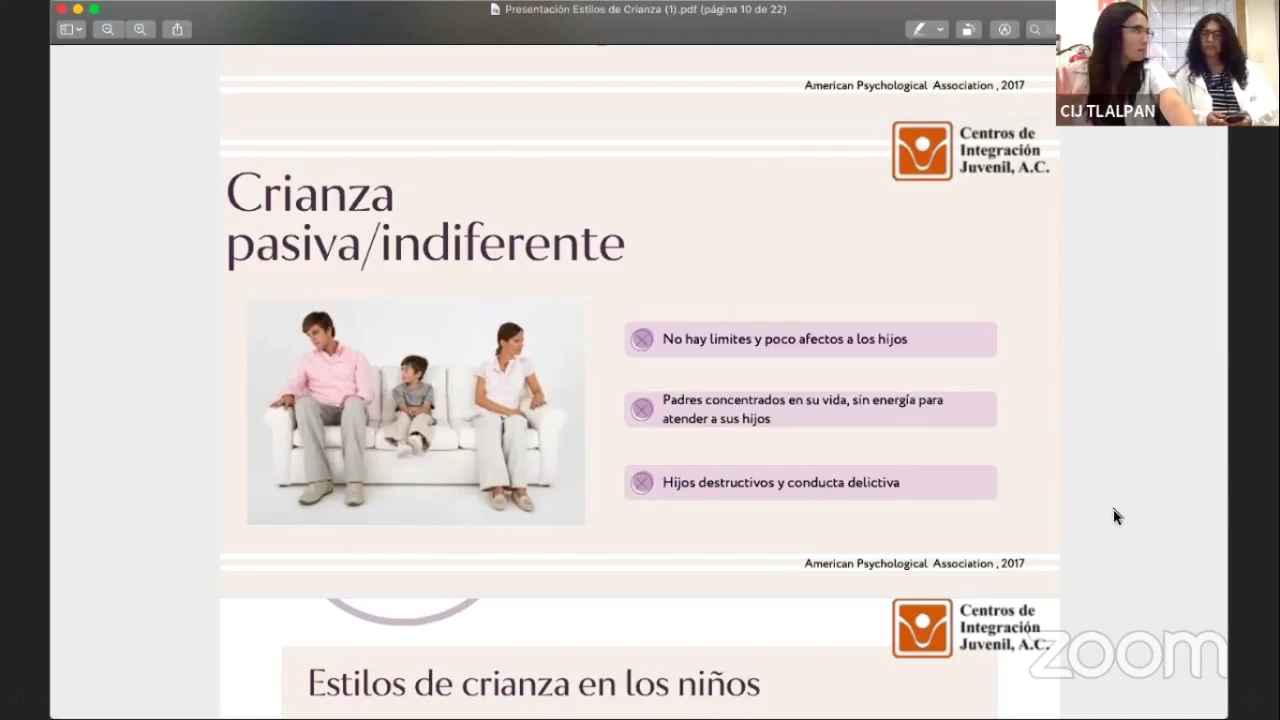 Presentación Estilos de Crianza (1).pdf (página 10 de 22)
American Psychological Association , 2017
CIJ TLALPAN
Centros de
Integración
Juvenil, A.C.
Crianza
pasiva/indiferente
No hay limites y poco afectos a los hijos
Padres concentrados en su vida, sin energía para
atender a sus hijos
Hijos destructivos y conducta delictiva
American Psychological Association , 2017
Centros de
Integración
Juvenil, A.C.
zoom
Estilos de crianza en los niños